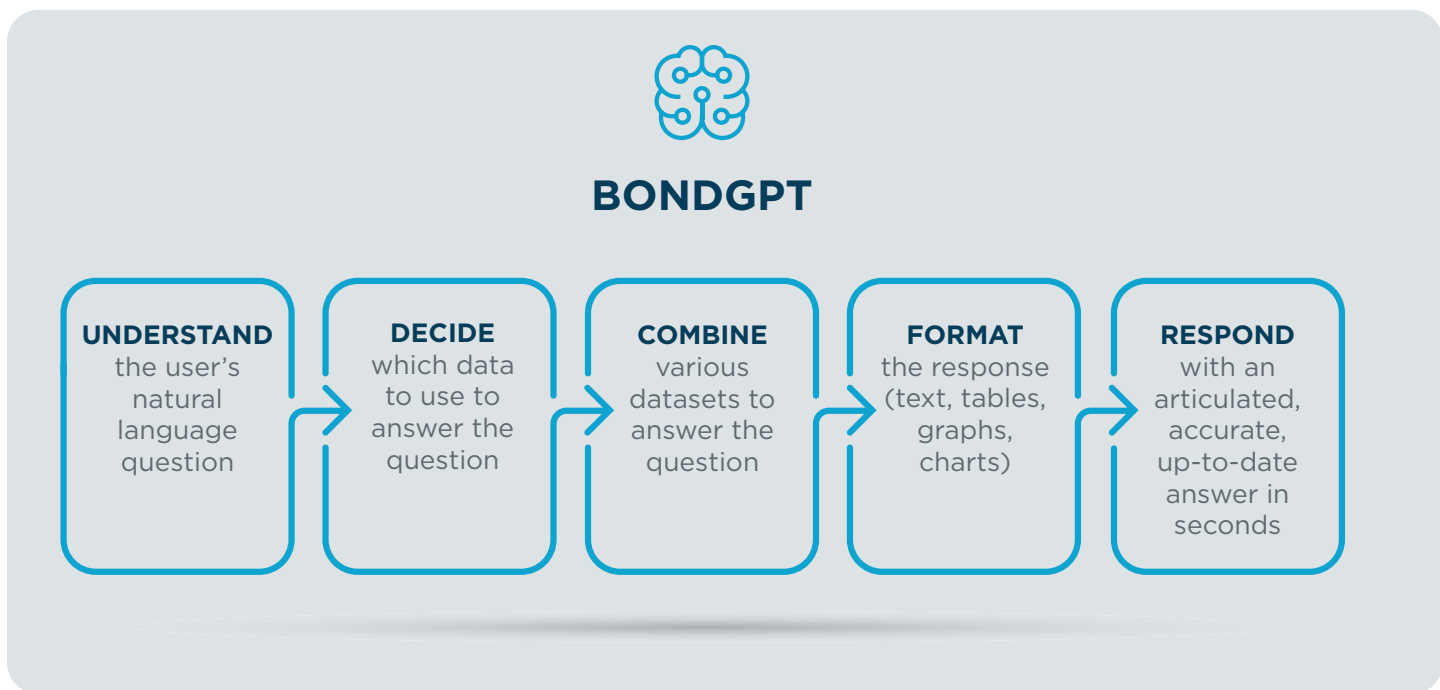 BONDGPT
UNDERSTAND
the user's
natural
language
question
DECIDE
which data
to use to
answer the
question
COMBINE
various
datasets to
answer the
question
FORMAT
the response
(text, tables,
graphs,
charts)
RESPOND
with an
articulated,
accurate,
up-to-date
answer in
seconds